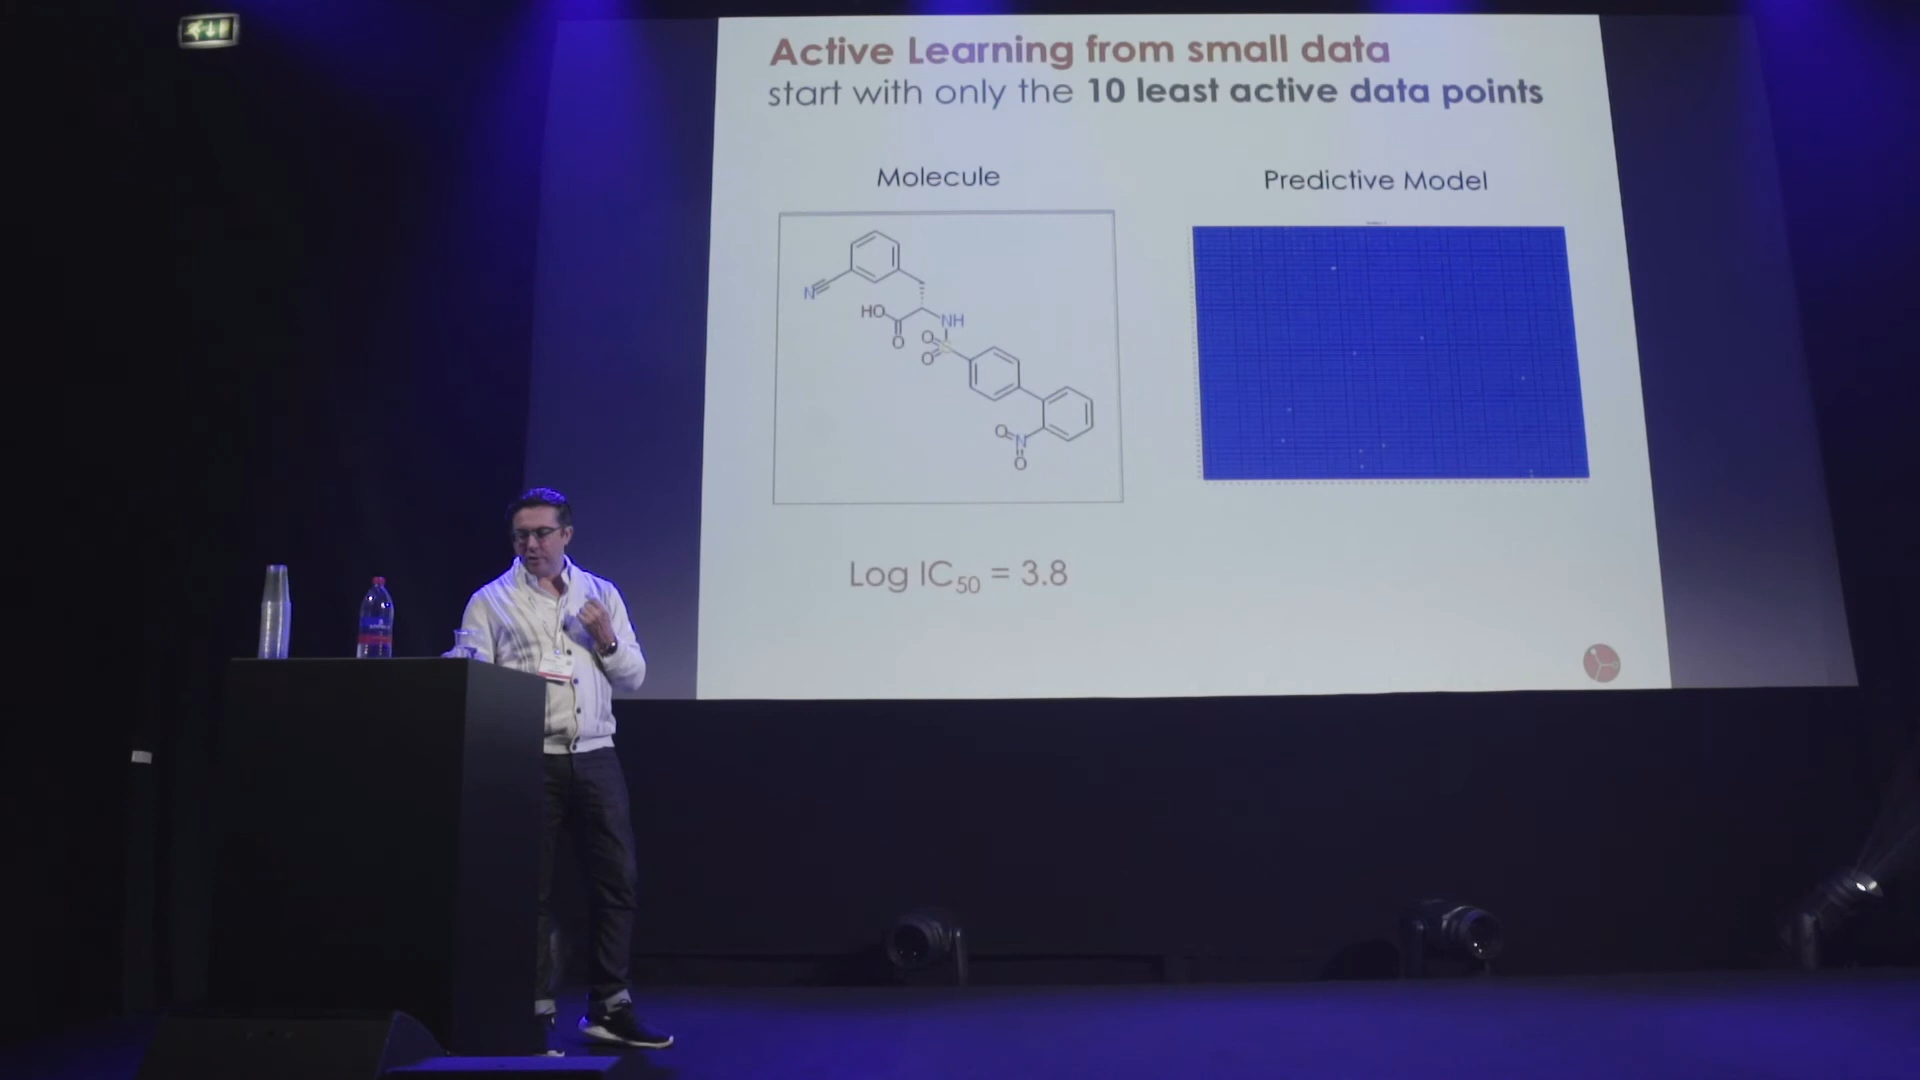 Active Learning from small data
start with only the 10 least active data points
Molecule
Predictive Model
N
HO
O
NH
O
S
O
O
N
O
Log IC50 = 3.8